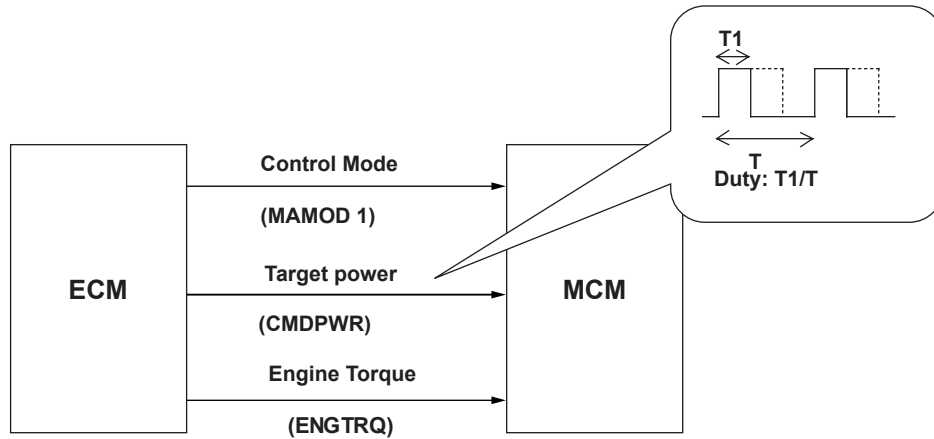 T1
T
Duty: T1/T
Control Mode
(MAMOD 1)
Target power
(CMDPWR)
Engine Torque
(ENGTRQ)
ECM
MCM